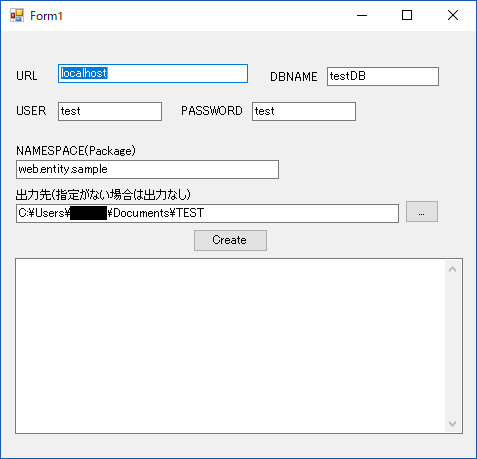 Form1
URL localhost DBNAME testDB
USER test PASSWORD test
NAMESPACE(Package)
web.entity.sample
出力先(指定がない場合は出力なし)
C:¥Users¥ ¥Documents¥TEST ...
Create